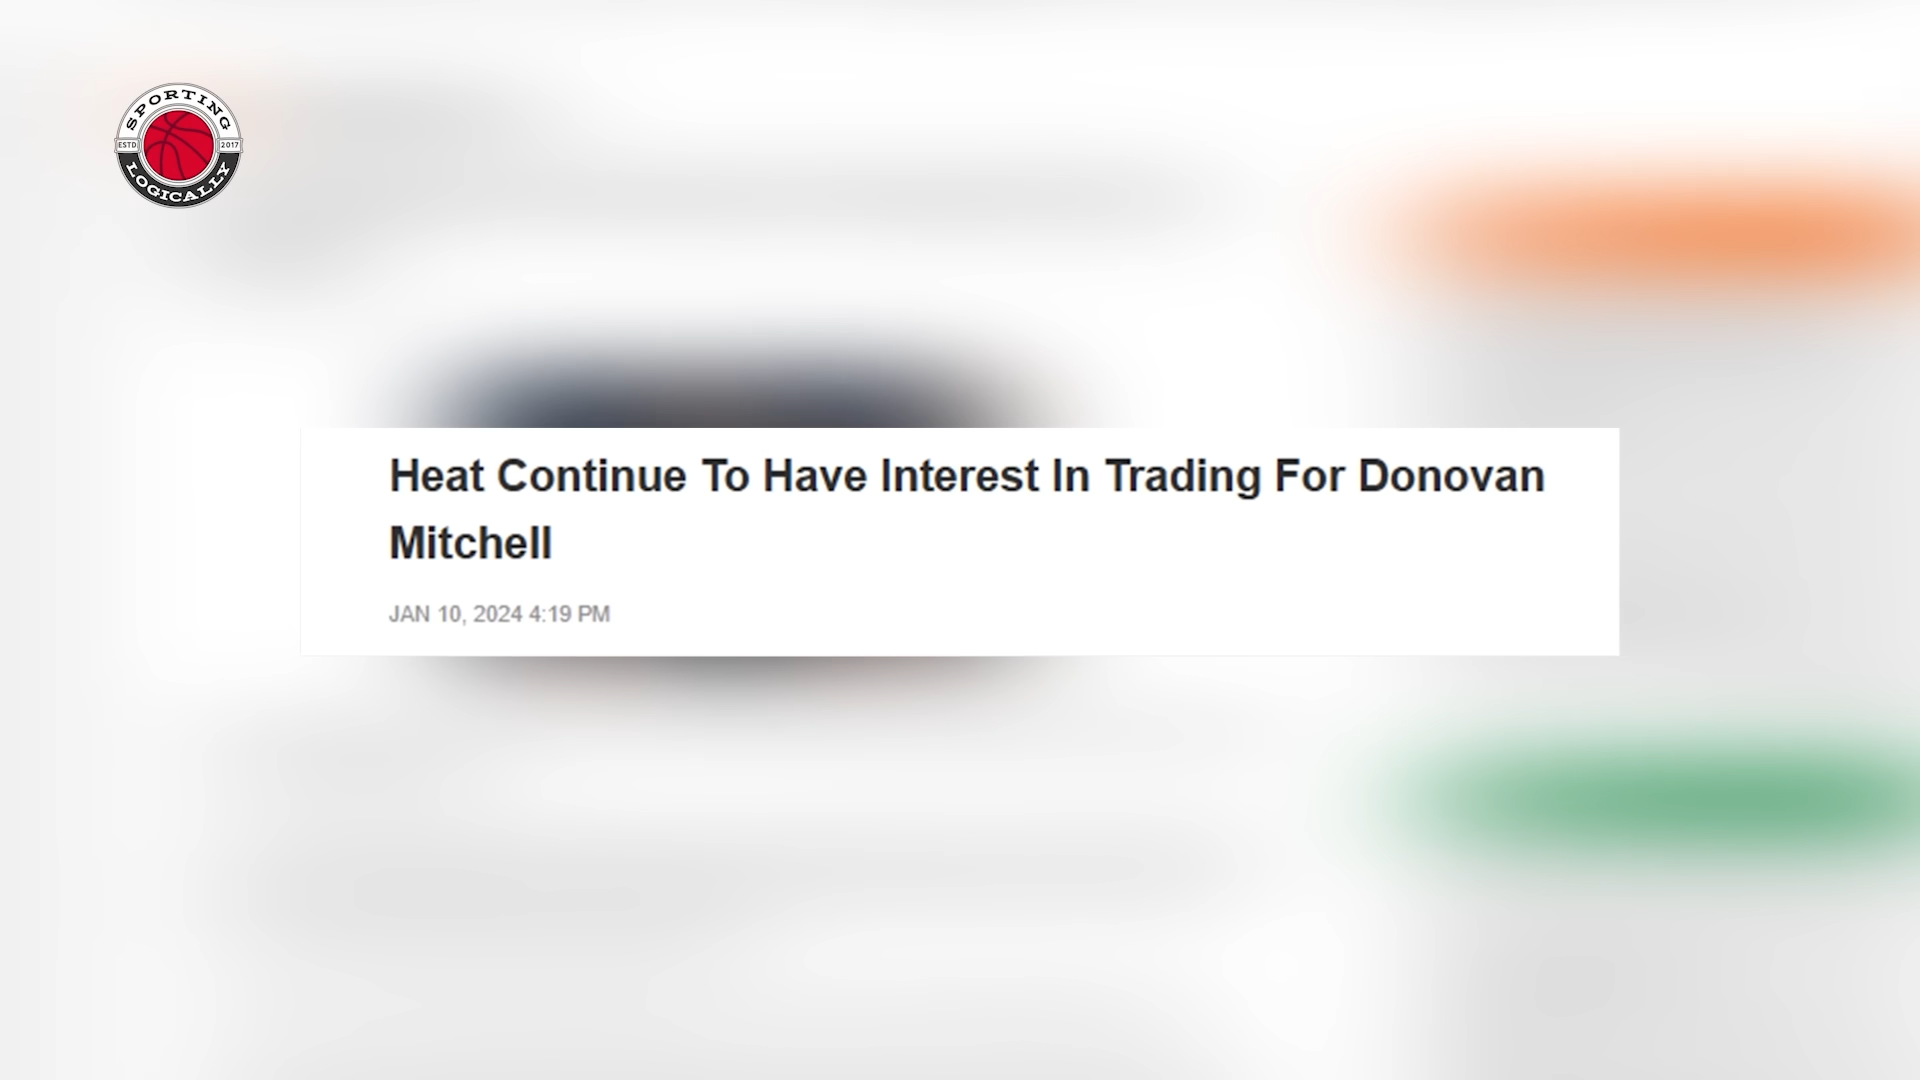 SPORTING
ESTD 2017
LOGICALLY
Heat Continue To Have Interest In Trading For Donovan
Mitchell
JAN 10, 2024 4:19 PM